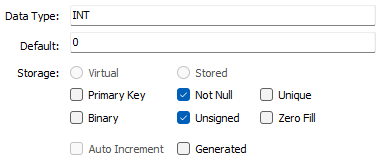 Data Type: INT
Default: 0
Storage: Virtual Stored
Primary Key Not Null Unique
Binary Unsigned Zero Fill
Auto Increment Generated